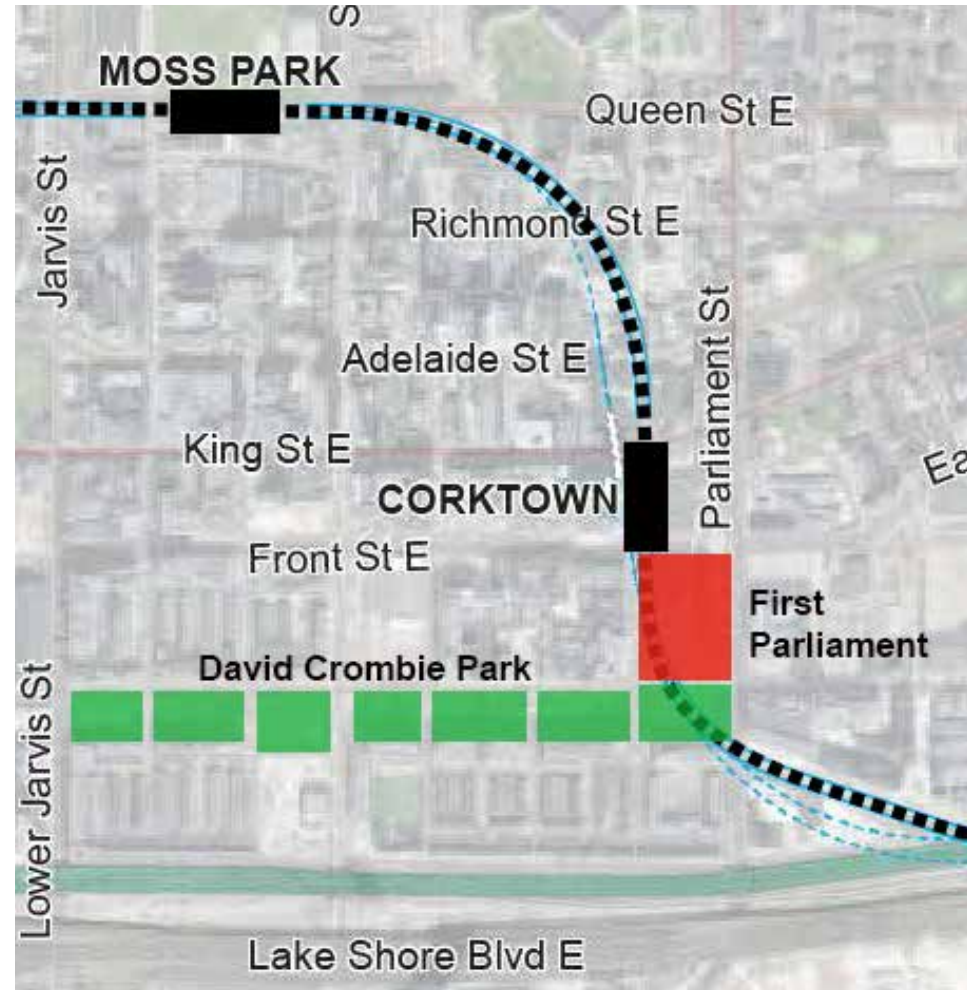 S
MOSS PARK
Queen St E
Jarvis St
Richmond St E
Parliament St
Adelaide St E
King St E
Ea
CORKTOWN
Front St E
First
Parliament
David Crombie Park
Lower Jarvis St
Lake Shore Blvd E